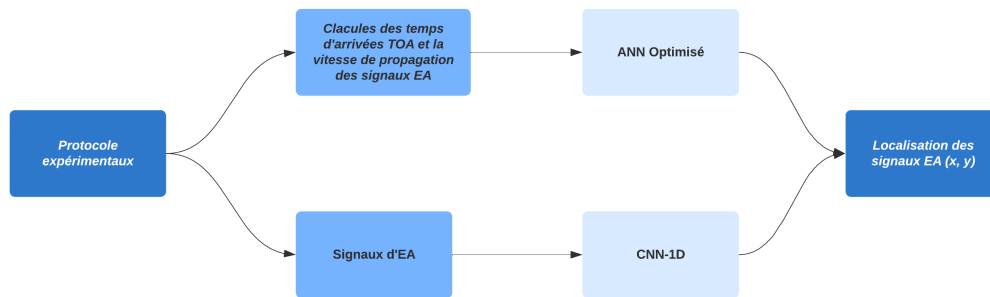 Protocole
expérimentaux
Clacules des temps
d'arrivées TOA et la
vitesse de propagation
des signaux EA
ANN Optimisé
Localisation des
signaux EA (x, y)
Signaux d'EA
CNN-1D